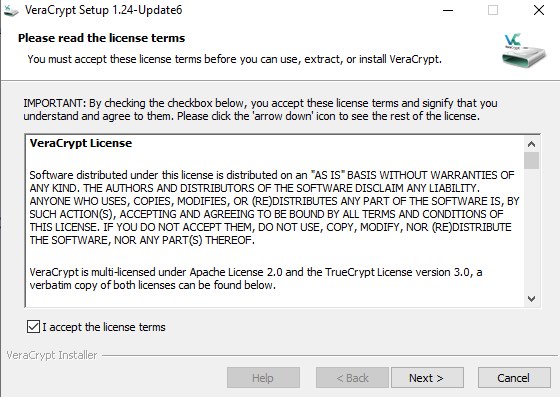 VeraCrypt Setup 1.24-Update6
Please read the license terms
You must accept these license terms before you can use, extract, or install VeraCrypt.
VC
VeraCrypt
IMPORTANT: By checking the checkbox below, you accept these license terms and signify that you
understand and agree to them. Please click the 'arrow down' icon to see the rest of the license.
VeraCrypt License
Software distributed under this license is distributed on an "AS IS" BASIS WITHOUT WARRANTIES OF
ANY KIND. THE AUTHORS AND DISTRIBUTORS OF THE SOFTWARE DISCLAIM ANY LIABILITY.
ANYONE WHO USES, COPIES, MODIFIES, OR (RE)DISTRIBUTES ANY PART OF THE SOFTWARE IS, BY
SUCH ACTION(S), ACCEPTING AND AGREEING TO BE BOUND BY ALL TERMS AND CONDITIONS OF
THIS LICENSE. IF YOU DO NOT ACCEPT THEM, DO NOT USE, COPY, MODIFY, NOR (RE)DISTRIBUTE
THE SOFTWARE, NOR ANY PART(S) THEREOF.
VeraCrypt is multi-licensed under Apache License 2.0 and the TrueCrypt License version 3.0, a
verbatim copy of both licenses can be found below.
I accept the license terms
VeraCrypt Installer
Help
< Back
Next >
Cancel